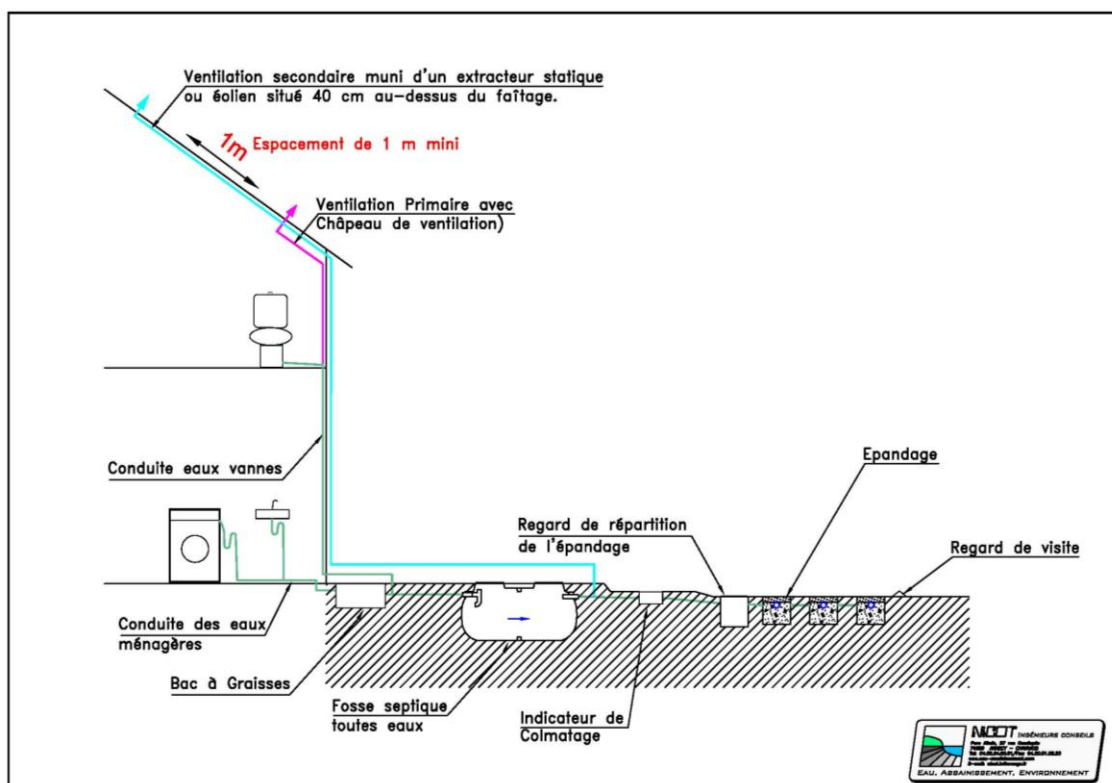 Ventilation secondaire muni d'un extracteur statique
ou éolien situé 40 cm au-dessus du faîtage.
1m
Espacement de 1 m mini
Ventilation Primaire avec
Châpeau de ventilation)
Conduite eaux vannes
Epandage
Regard de répartition
de l'épandage
Regard de visite
Conduite des eaux
ménagères
Bac à Graisses
Fosse septique
toutes eaux
Indicateur de
Colmatage
NICOT INGÉNIEURS CONSEILS
EAU, ASSAINISSEMENT, ENVIRONNEMENT